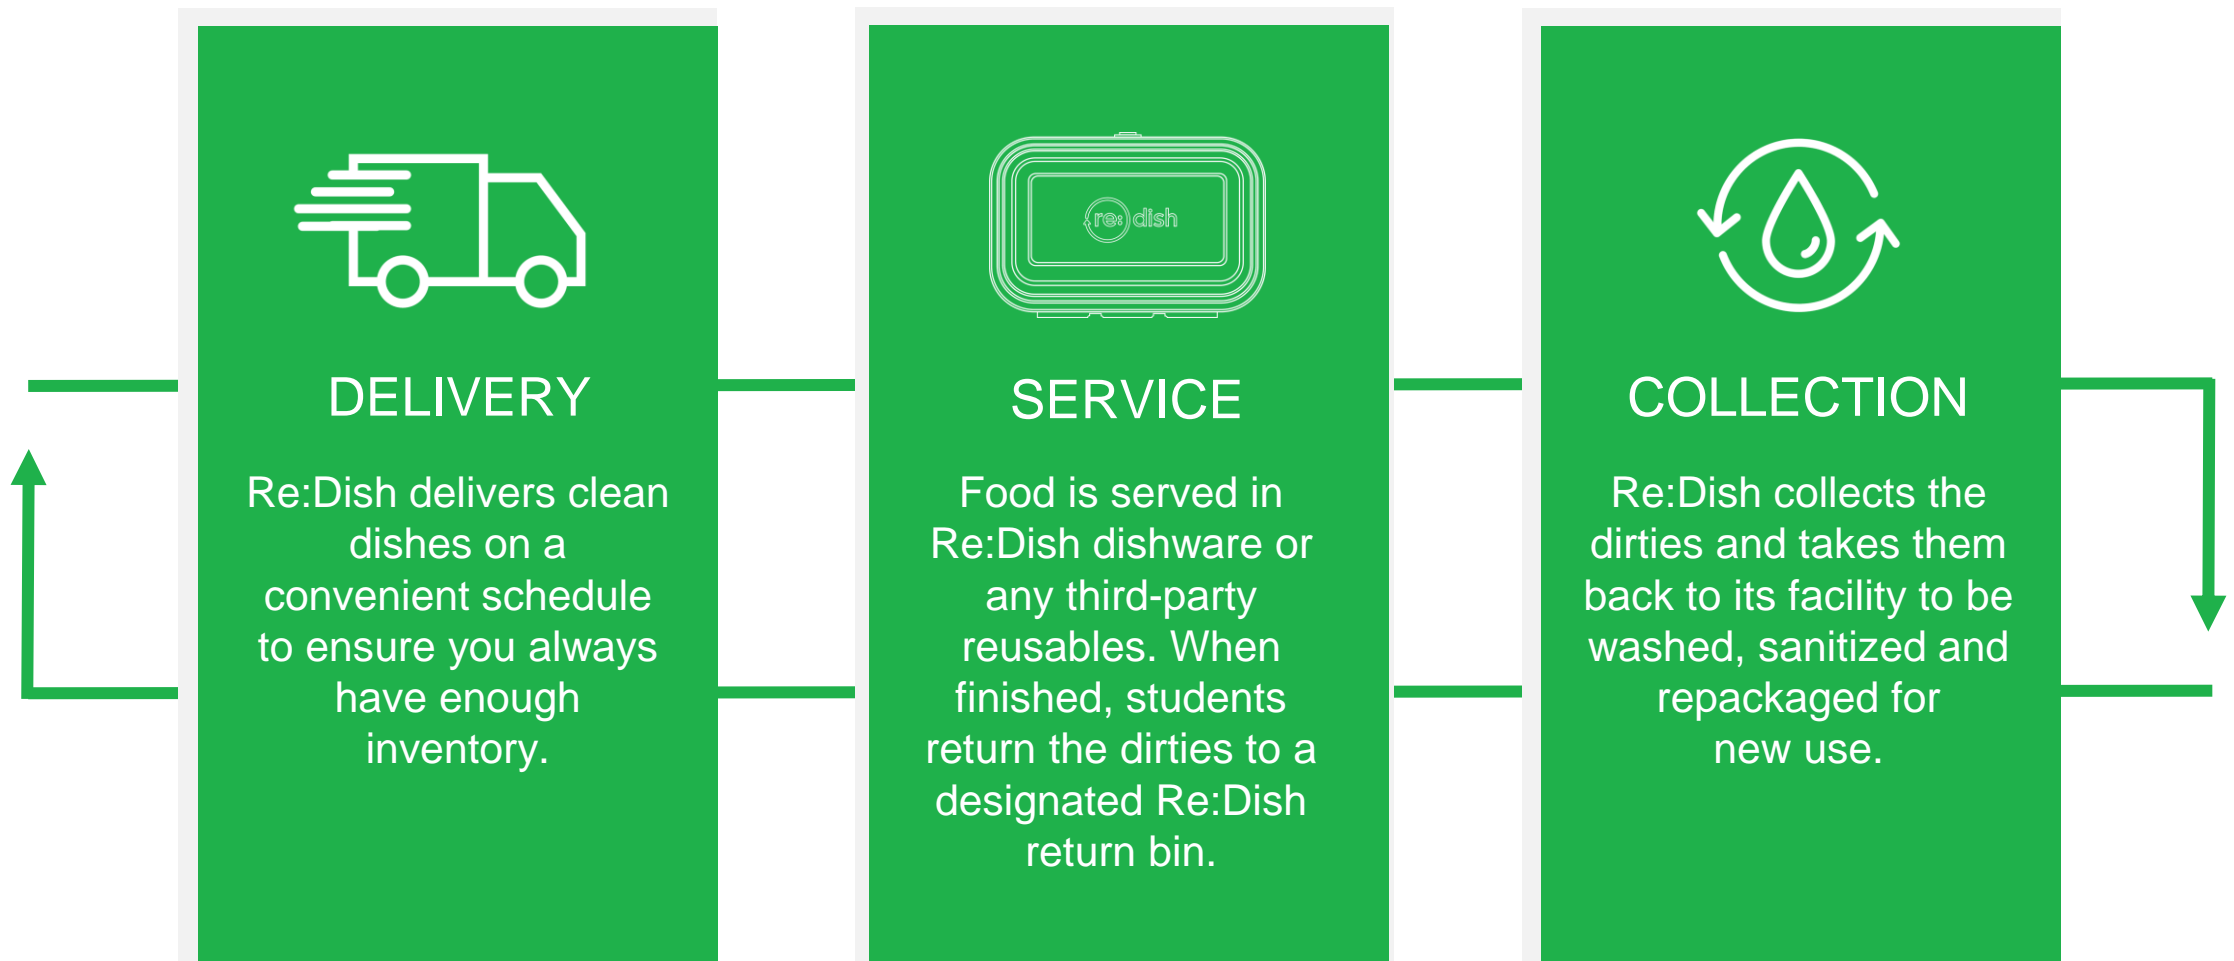 DELIVERY
Re:Dish delivers clean
dishes on a
convenient schedule
to ensure you always
have enough
inventory.
re: dish
SERVICE
Food is served in
Re:Dish dishware or
any third-party
reusables. When
finished, students
return the dirties to a
designated Re:Dish
return bin.
COLLECTION
Re:Dish collects the
dirties and takes them
back to its facility to be
washed, sanitized and
repackaged for
new use.